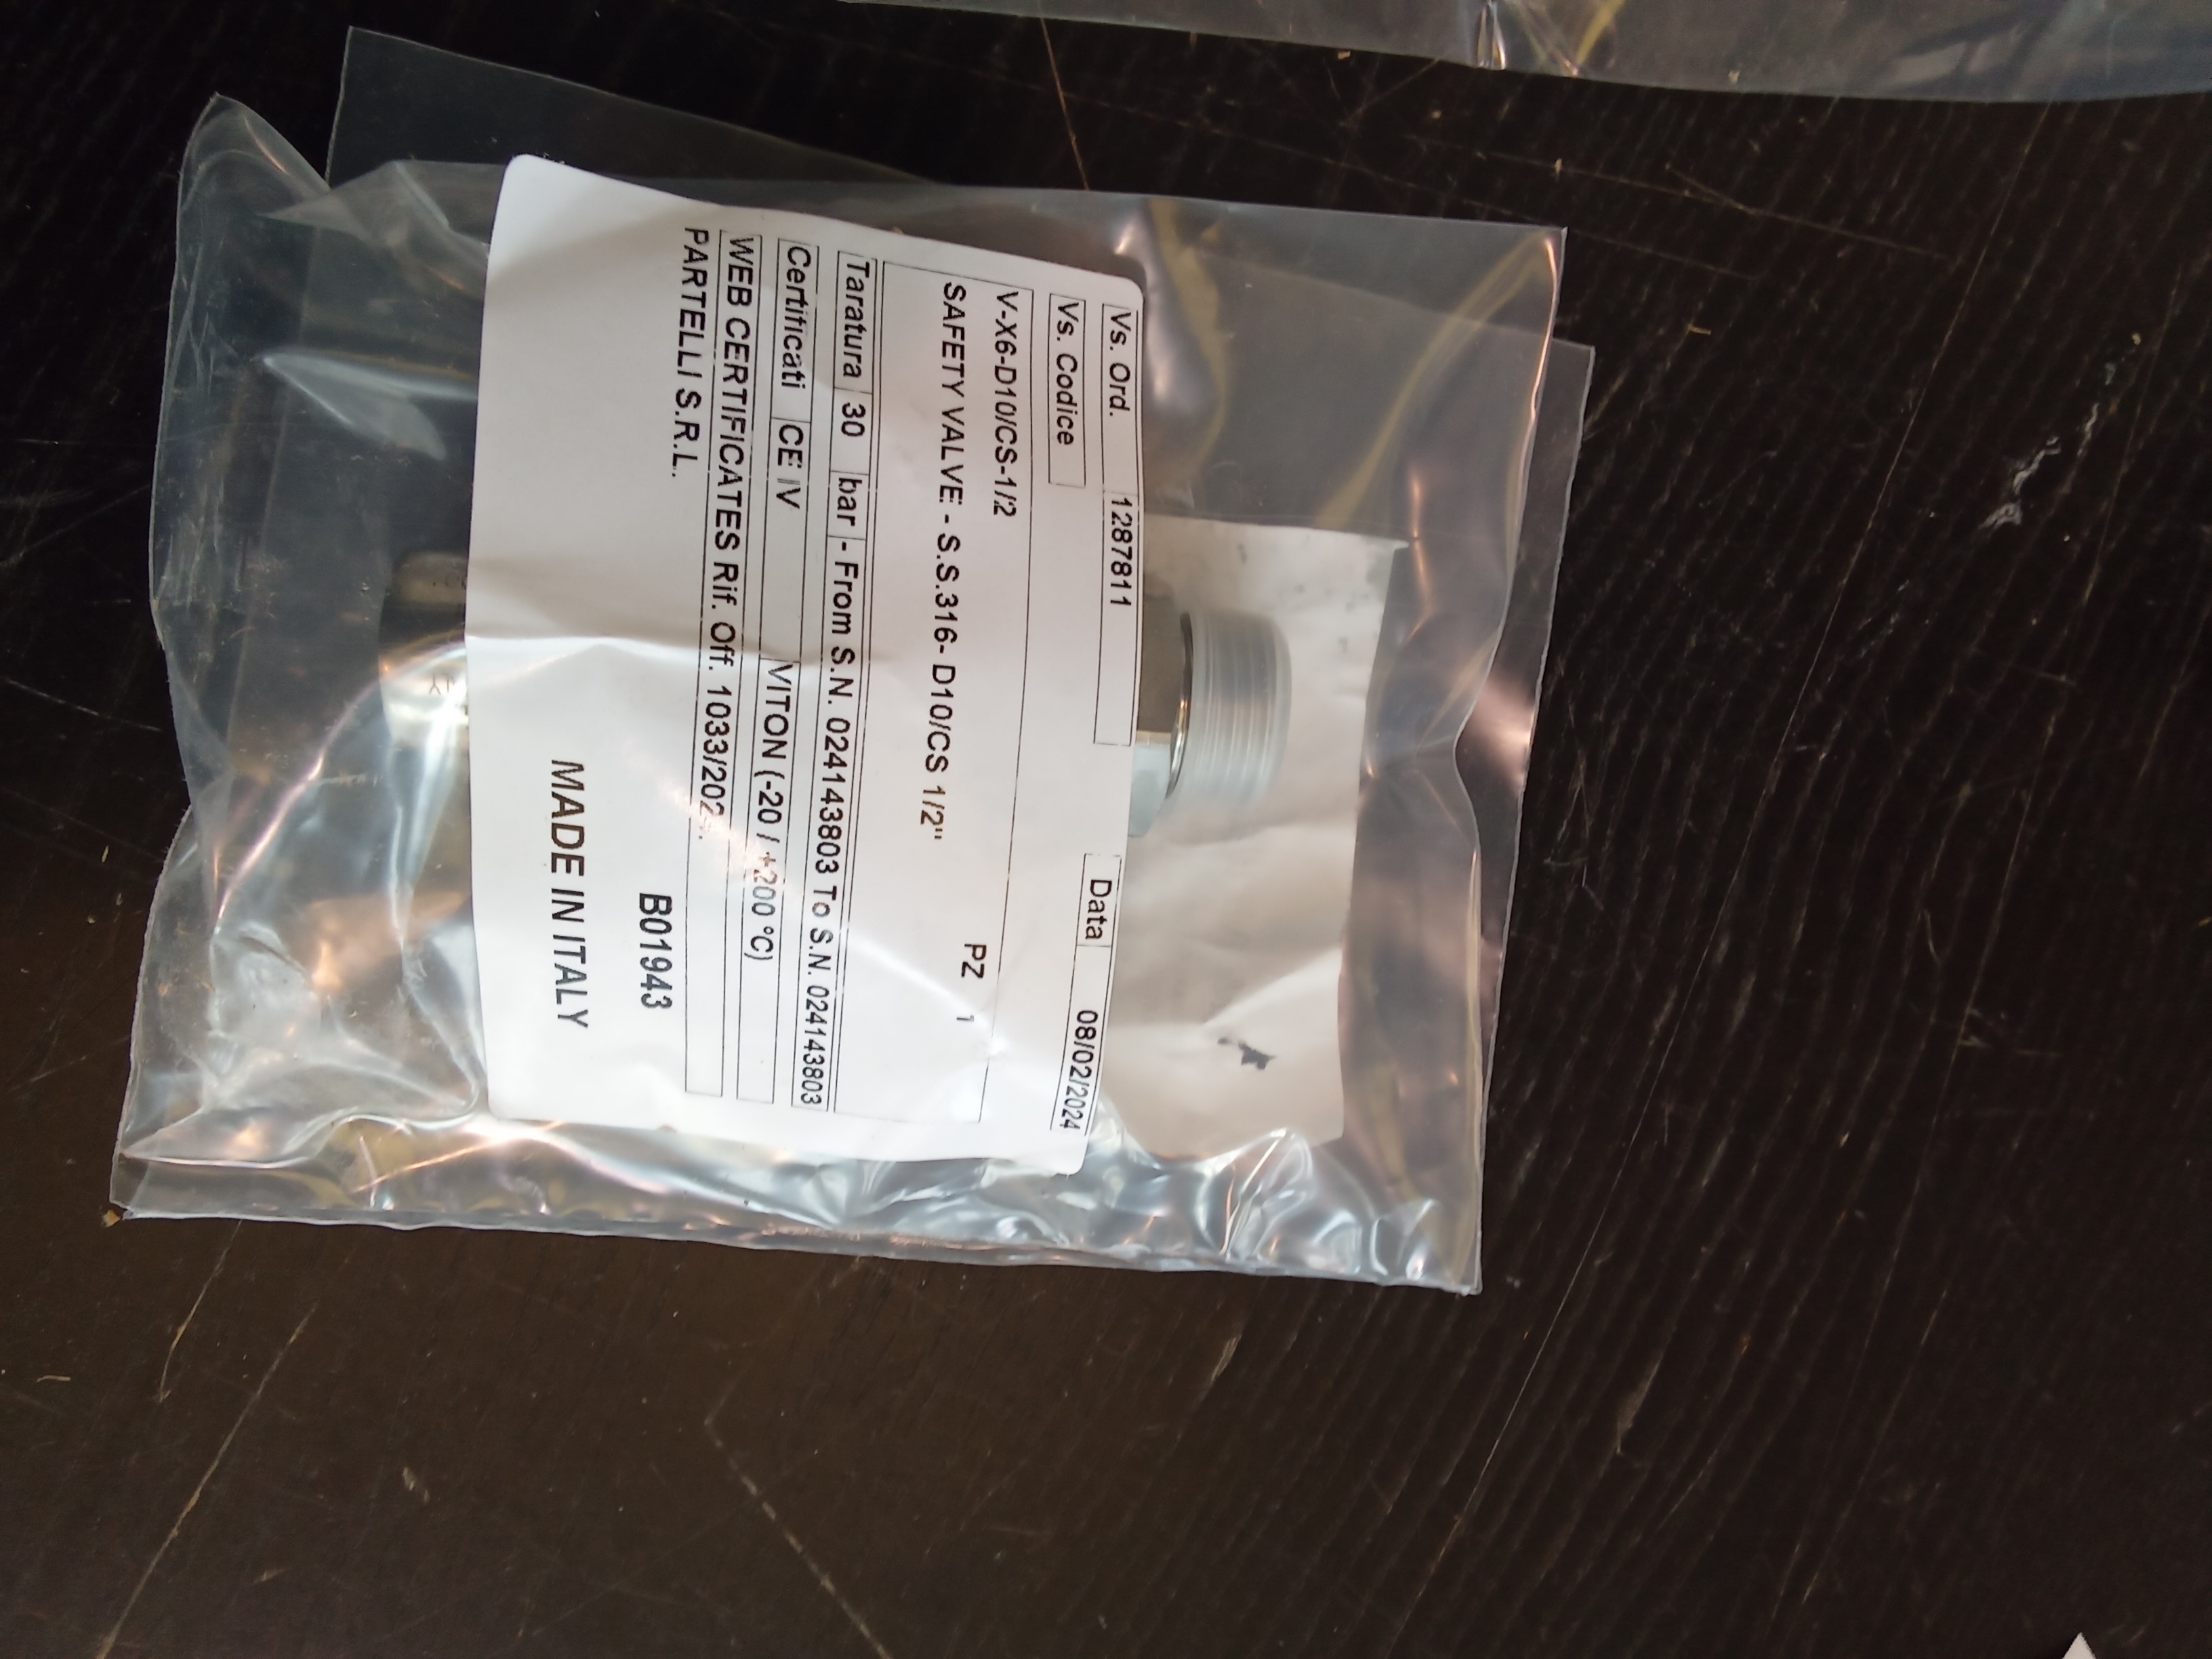 Vs. Ord. 1287811 Data 08/02/2024
Vs. Codice
V-X6-D10/CS-1/2
SAFETY VALVE - S.S.316- D10/CS 1/2" PZ 1
Taratura 30 bar - From S.N. 024143803 To S.N. 024143803
Certificati CE IV VITON (-20 / +200 °C)
WEB CERTIFICATES Rif. Off.
PARTELLI S.R.L.
B01943
MADE IN ITALY